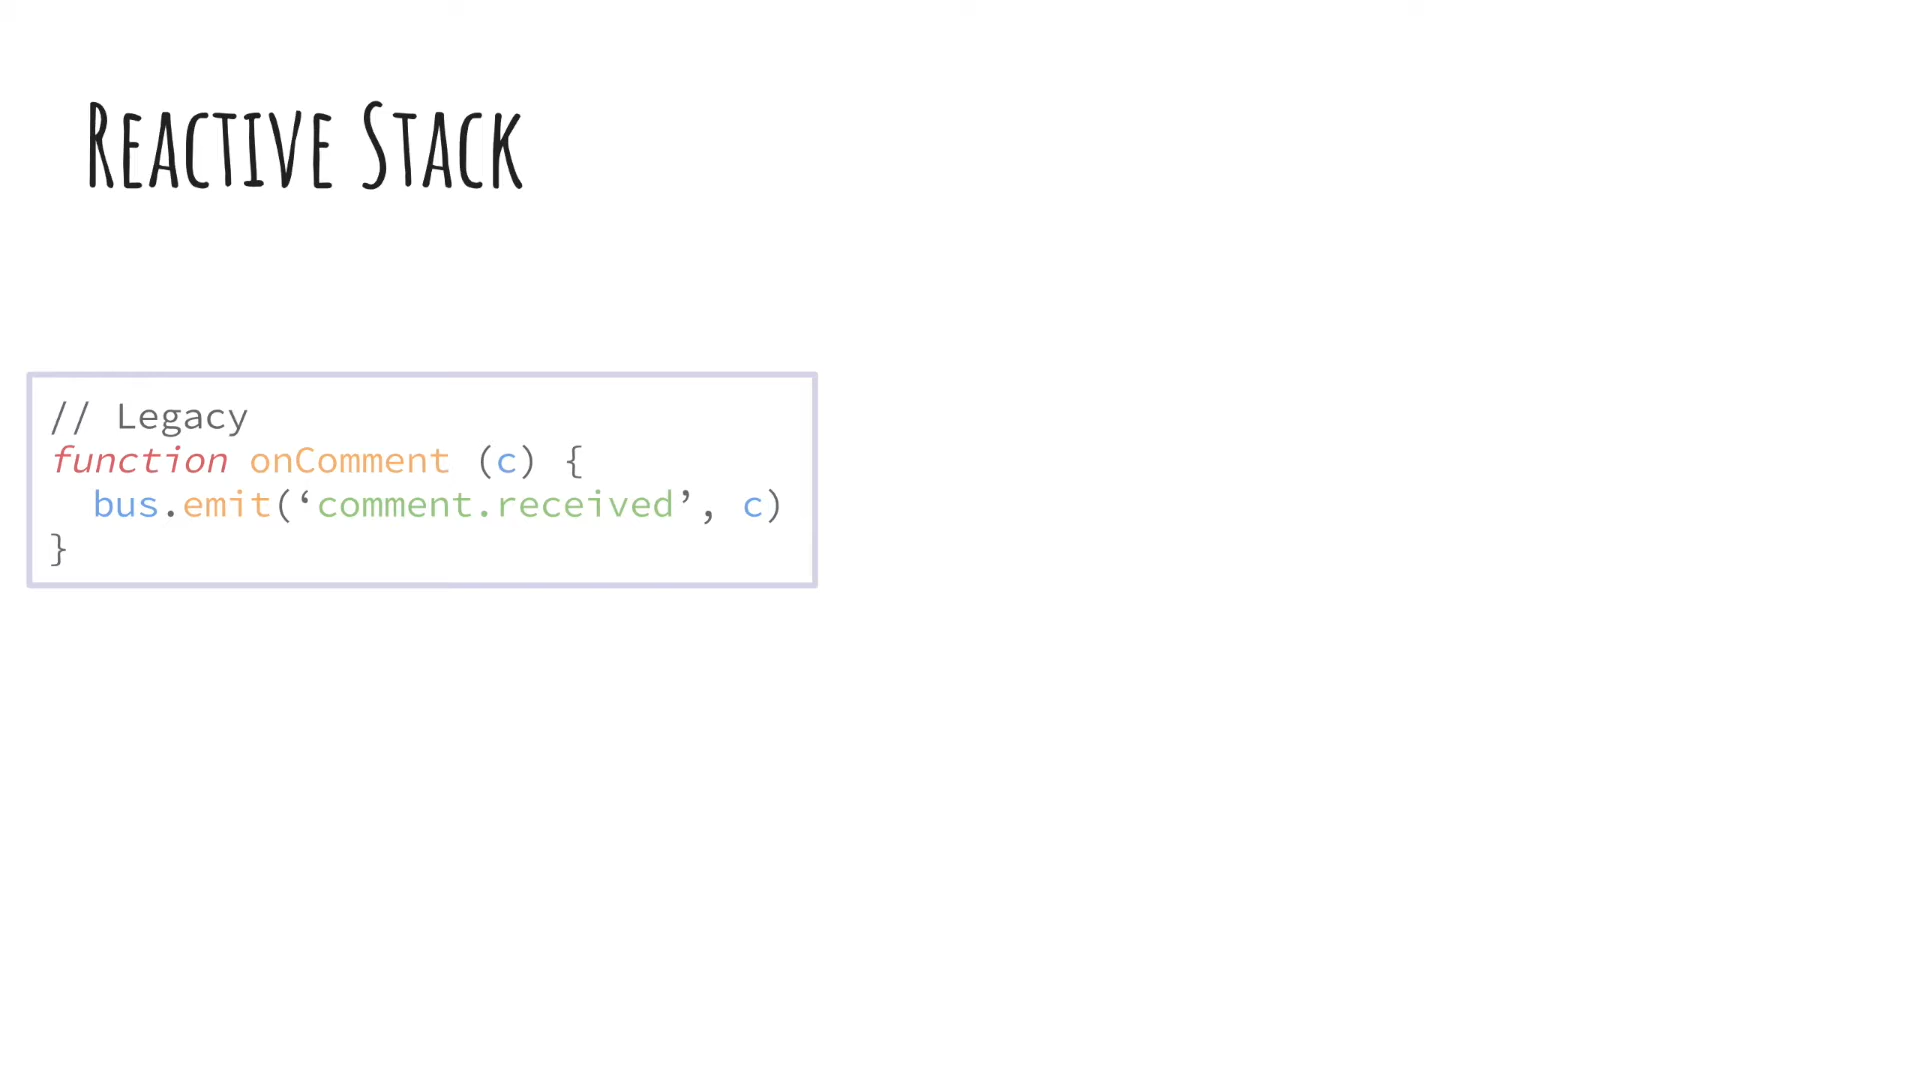 Reactive Stack
// Legacy
function onComment (c) {
  bus.emit(‘comment.received’, c)
}